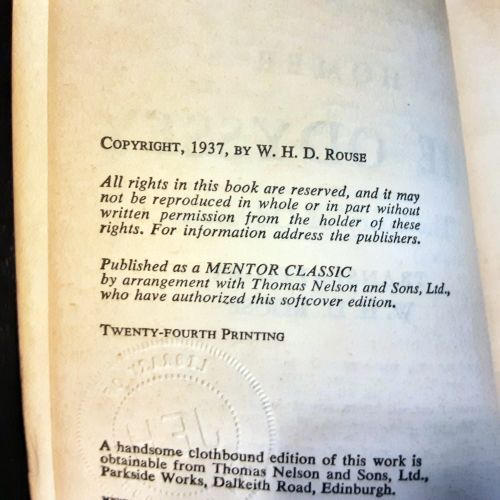 COPYRIGHT, 1937, BY W. H. D. ROUSE
All rights in this book are reserved, and it may
not be reproduced in whole or in part without
written permission from the holder of these
rights. For information address the publishers.
Published as a MENTOR CLASSIC
by arrangement with Thomas Nelson and Sons, Ltd.,
who have authorized this softcover edition.
TWENTY-FOURTH PRINTING
LIBRARY OF
A handsome clothbound edition of this work is
obtainable from Thomas Nelson and Sons, Ltd.,
Parkside Works, Dalkeith Road, Edinburgh.